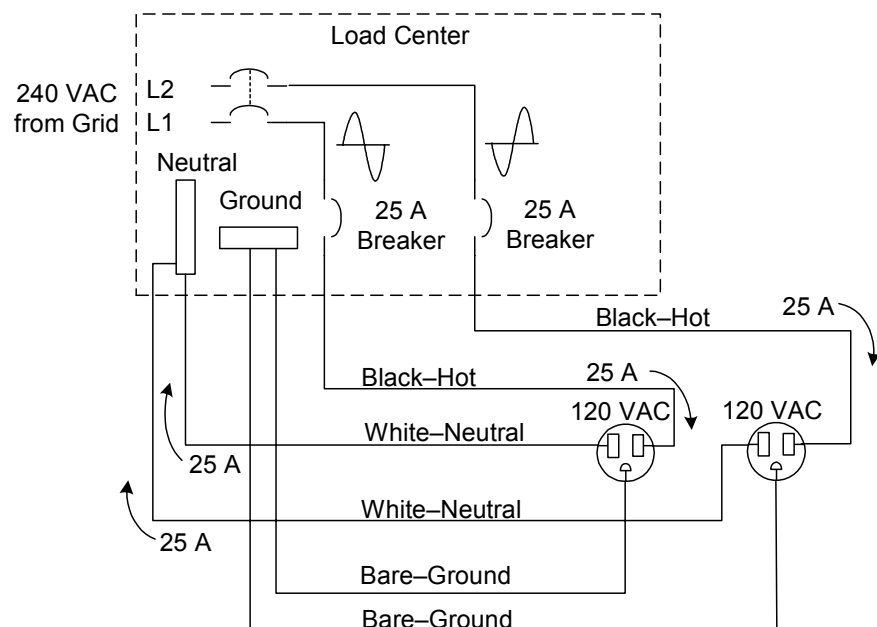 Load Center
240 VAC
from Grid
L2
L1
Neutral
Ground
25 A
Breaker
25 A
Breaker
25 A
Black–Hot
Black–Hot
25 A
120 VAC
120 VAC
White–Neutral
25 A
White–Neutral
25 A
Bare–Ground
Bare–Ground